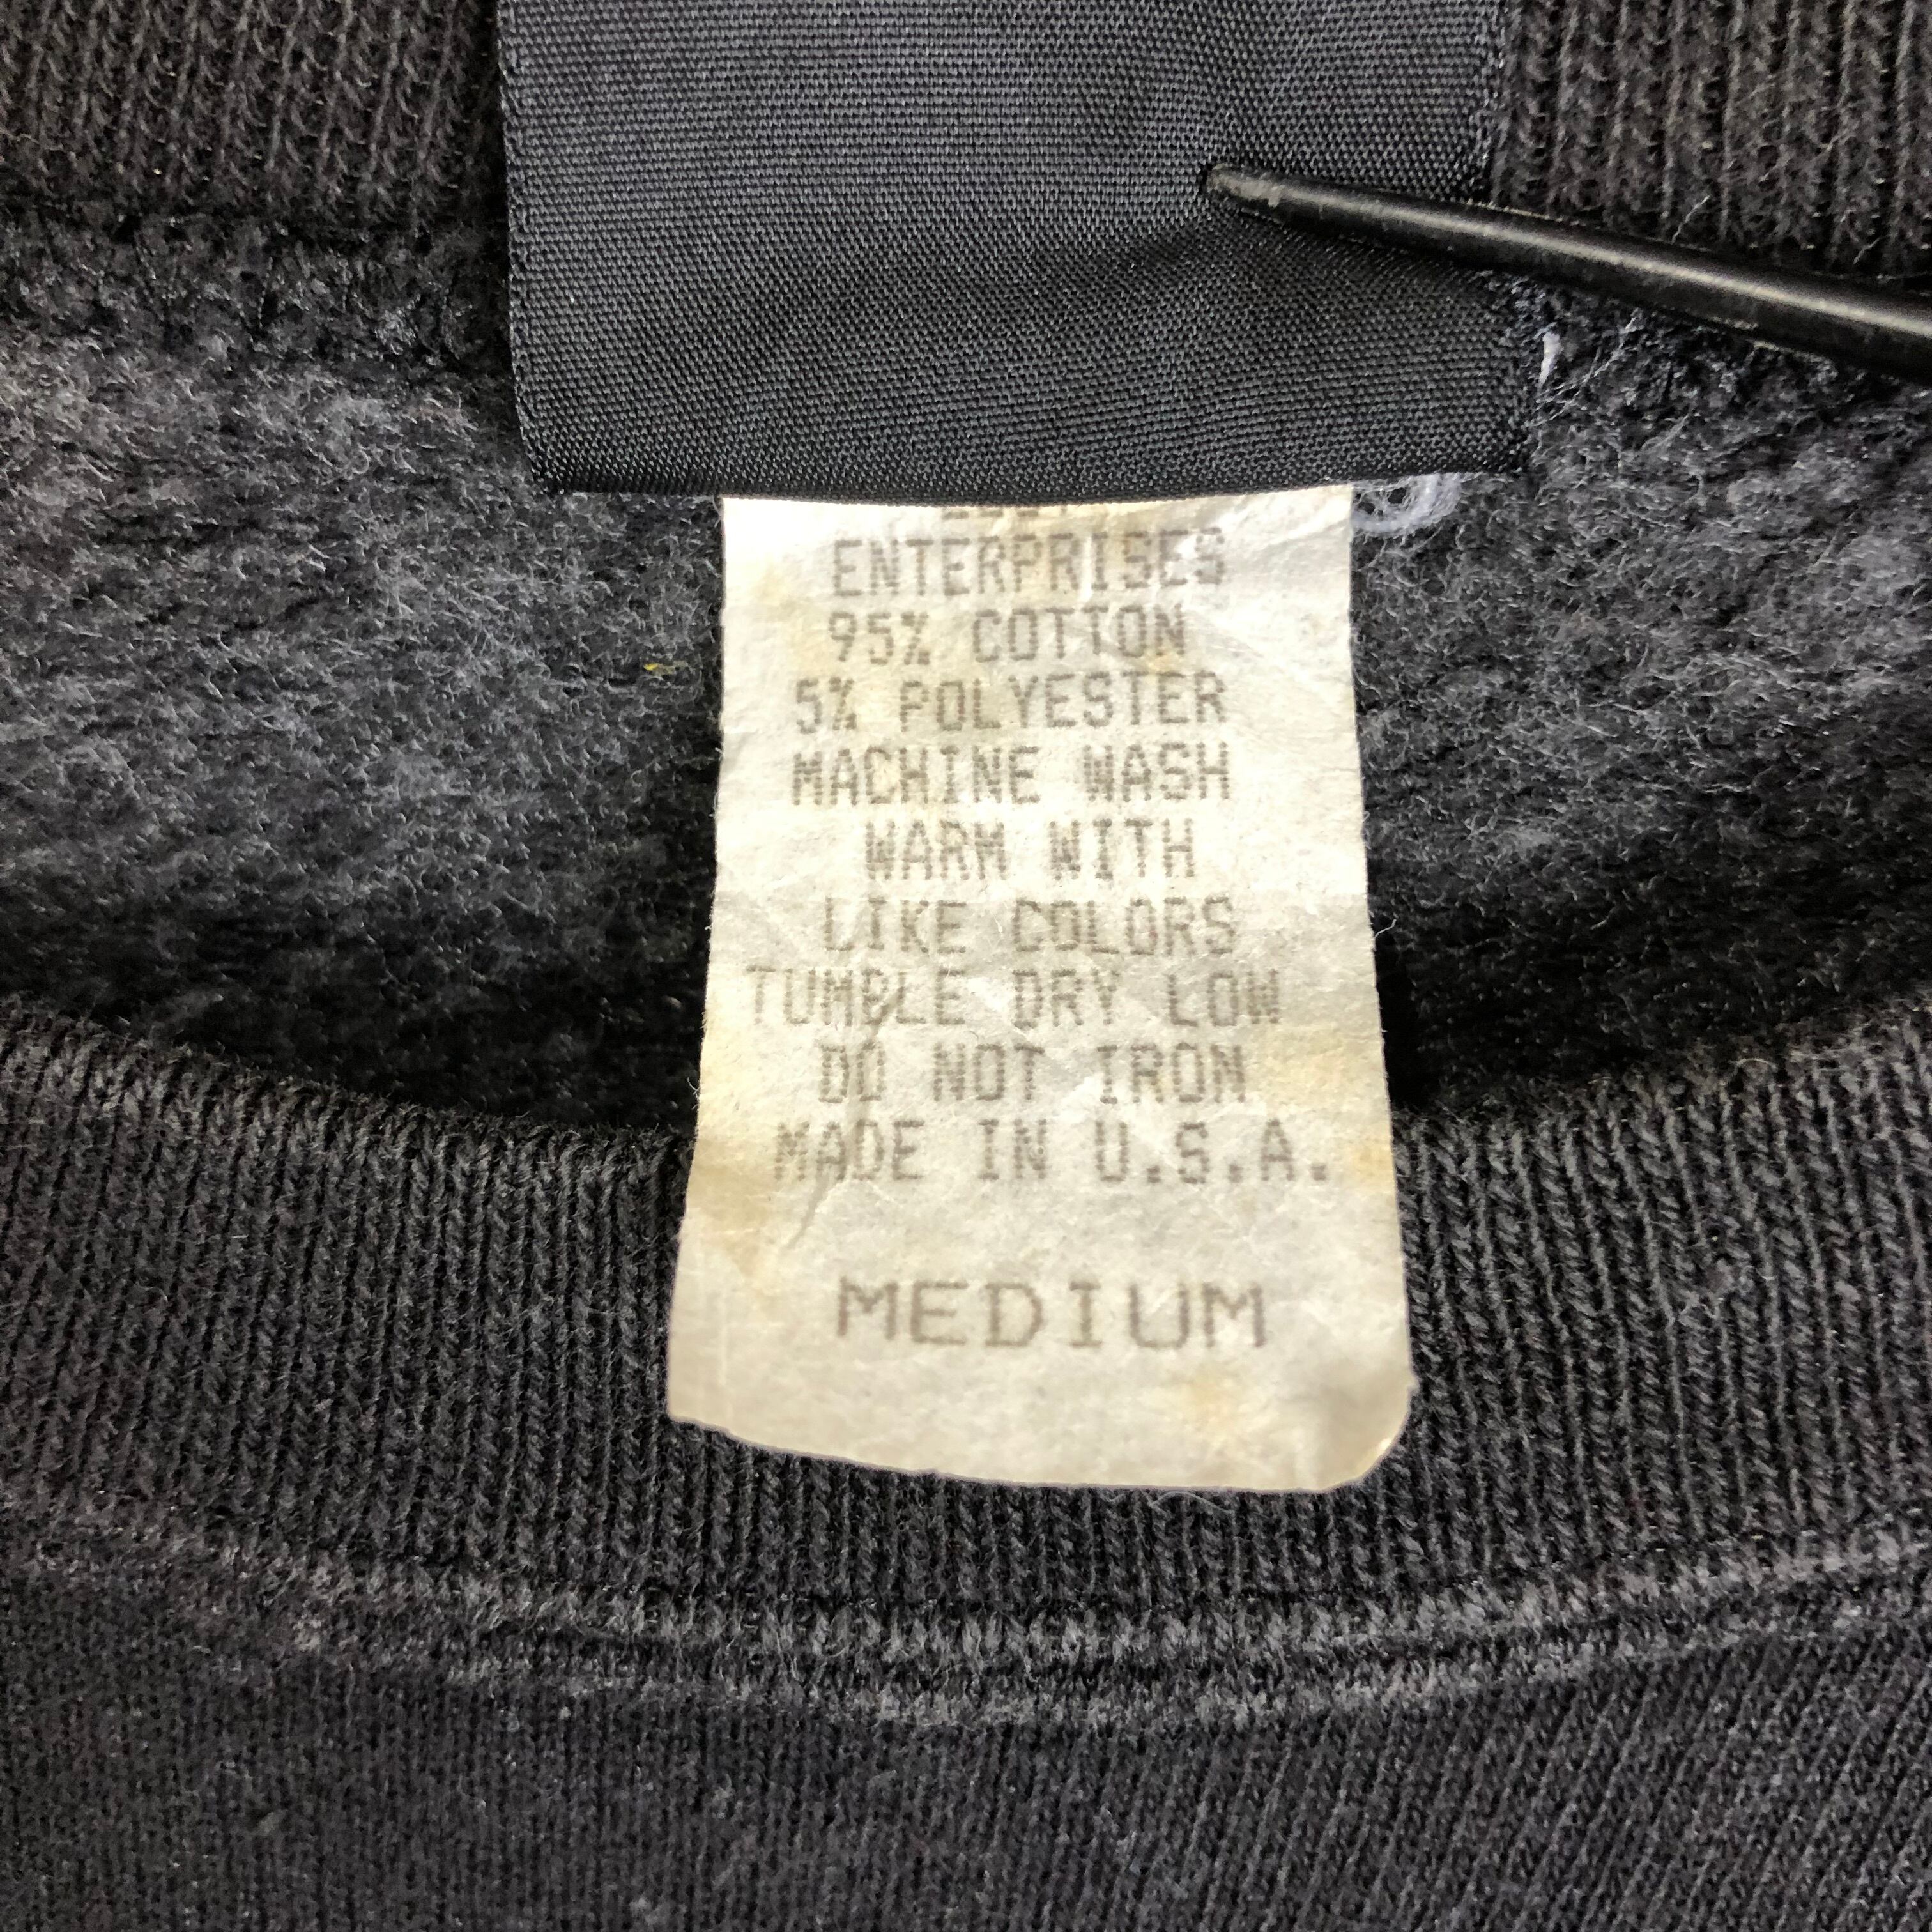 ENTERPRISES
95% COTTON
5% POLYESTER
MACHINE WASH
WARM WITH
LIKE COLORS
TUMBLE DRY LOW
DO NOT IRON
MADE IN U.S.A.
MEDIUM